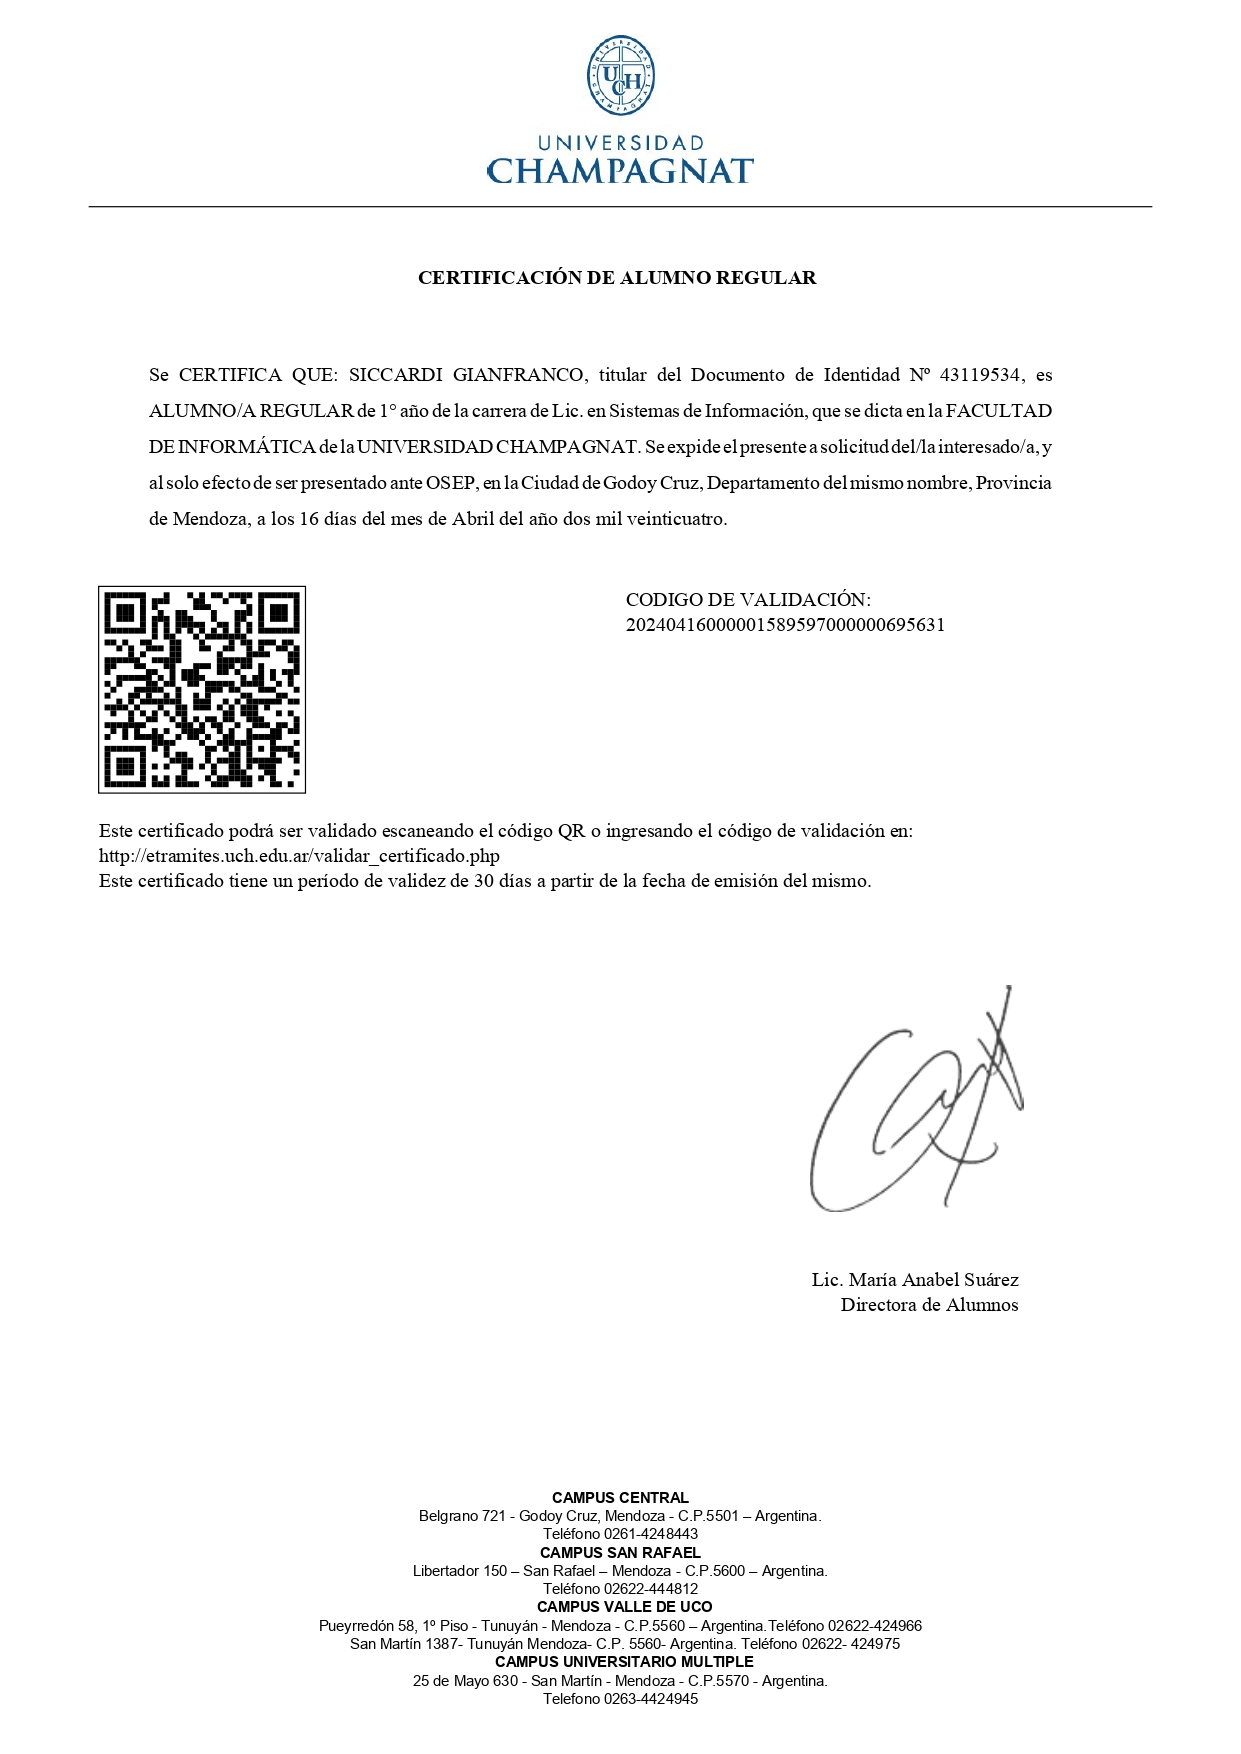 UNIVERSIDAD CHAMPAGNAT
UCH
UNIVERSIDAD
CHAMPAGNAT
CERTIFICACIÓN DE ALUMNO REGULAR
Se CERTIFICA QUE: SICCARDI GIANFRANCO, titular del Documento de Identidad Nº 43119534, es
ALUMNO/A REGULAR de 1° año de la carrera de Lic. en Sistemas de Información, que se dicta en la FACULTAD
DE INFORMÁTICA de la UNIVERSIDAD CHAMPAGNAT. Se expide el presente a solicitud del/la interesado/a, y
al solo efecto de ser presentado ante OSEP, en la Ciudad de Godoy Cruz, Departamento del mismo nombre, Provincia
de Mendoza, a los 16 días del mes de Abril del año dos mil veinticuatro.
CODIGO DE VALIDACIÓN:
20240416000001589597000000695631
Este certificado podrá ser validado escaneando el código QR o ingresando el código de validación en:
http://etramites.uch.edu.ar/validar_certificado.php
Este certificado tiene un período de validez de 30 días a partir de la fecha de emisión del mismo.
Lic. María Anabel Suárez
Directora de Alumnos
CAMPUS CENTRAL
Belgrano 721 - Godoy Cruz, Mendoza - C.P.5501 – Argentina.
Teléfono 0261-4248443
CAMPUS SAN RAFAEL
Libertador 150 – San Rafael – Mendoza - C.P.5600 – Argentina.
Teléfono 02622-444812
CAMPUS VALLE DE UCO
Pueyrredón 58, 1º Piso - Tunuyán - Mendoza - C.P.5560 – Argentina.Teléfono 02622-424966
San Martín 1387- Tunuyán Mendoza- C.P. 5560- Argentina. Teléfono 02622- 424975
CAMPUS UNIVERSITARIO MULTIPLE
25 de Mayo 630 - San Martín - Mendoza - C.P.5570 - Argentina.
Telefono 0263-4424945